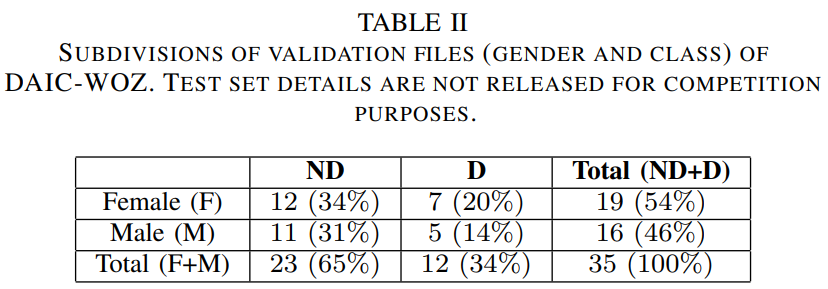 TABLE II
SUBDIVISIONS OF VALIDATION FILES (GENDER AND CLASS) OF
DAIC-WOZ. TEST SET DETAILS ARE NOT RELEASED FOR COMPETITION
PURPOSES.
ND D Total (ND+D)
Female (F) 12 (34%) 7 (20%) 19 (54%)
Male (M) 11 (31%) 5 (14%) 16 (46%)
Total (F+M) 23 (65%) 12 (34%) 35 (100%)